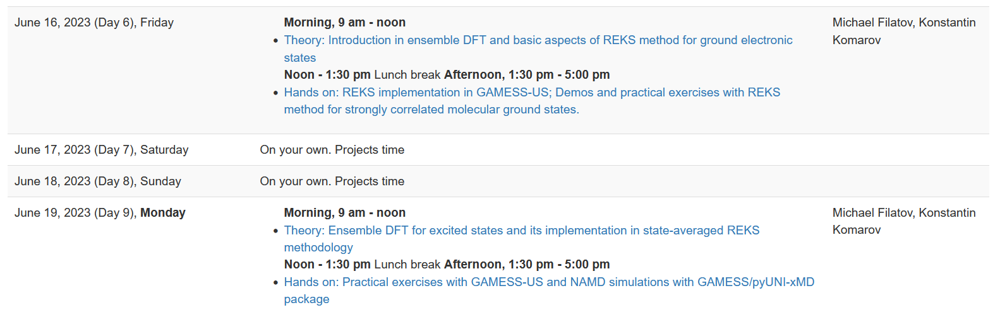 June 16, 2023 (Day 6), Friday
Morning, 9 am - noon
Theory: Introduction in ensemble DFT and basic aspects of REKS method for ground electronic
states
Noon - 1:30 pm Lunch break Afternoon, 1:30 pm - 5:00 pm
Hands on: REKS implementation in GAMESS-US; Demos and practical exercises with REKS
method for strongly correlated molecular ground states.
Michael Filatov, Konstantin
Komarov
June 17, 2023 (Day 7), Saturday
On your own. Projects time
June 18, 2023 (Day 8), Sunday
On your own. Projects time
June 19, 2023 (Day 9), Monday
Morning, 9 am - noon
Theory: Ensemble DFT for excited states and its implementation in state-averaged REKS
methodology
Noon - 1:30 pm Lunch break Afternoon, 1:30 pm - 5:00 pm
Hands on: Practical exercises with GAMESS-US and NAMD simulations with GAMESS/pyUNI-xMD
package
Michael Filatov, Konstantin
Komarov